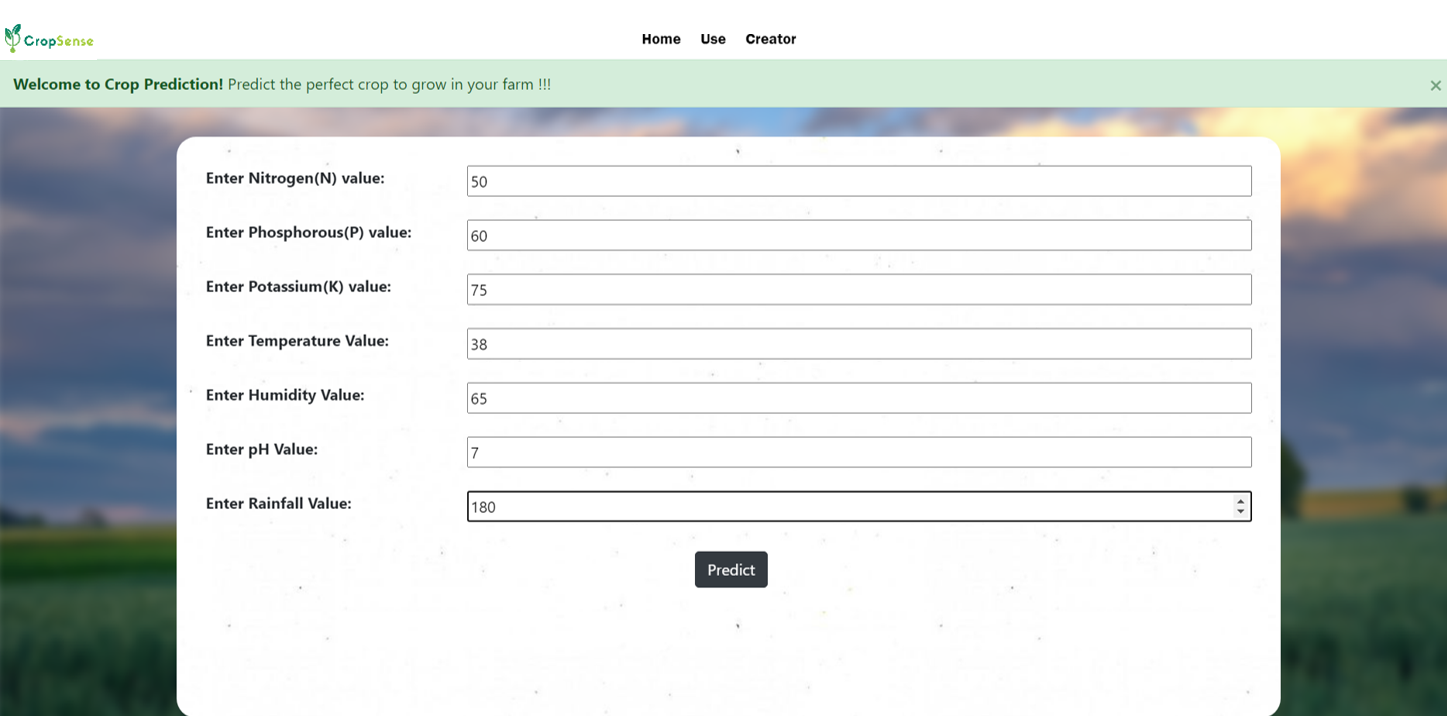 CropSense
Home Use Creator
Welcome to Crop Prediction! Predict the perfect crop to grow in your farm !!! ×
Enter Nitrogen(N) value: 50
Enter Phosphorous(P) value: 60
Enter Potassium(K) value: 75
Enter Temperature Value: 38
Enter Humidity Value: 65
Enter pH Value: 7
Enter Rainfall Value: 180
Predict